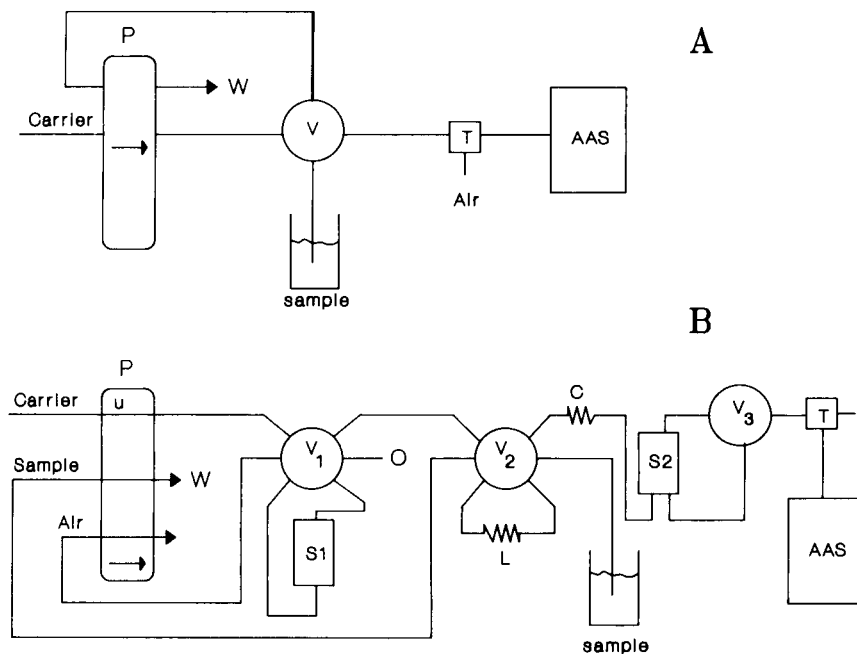 A
P
W
Carrier
V
T
AAS
Air
sample
B
P
Carrier
u
C
V3
V1
V2
O
T
Sample
W
S2
Air
S1
L
AAS
sample